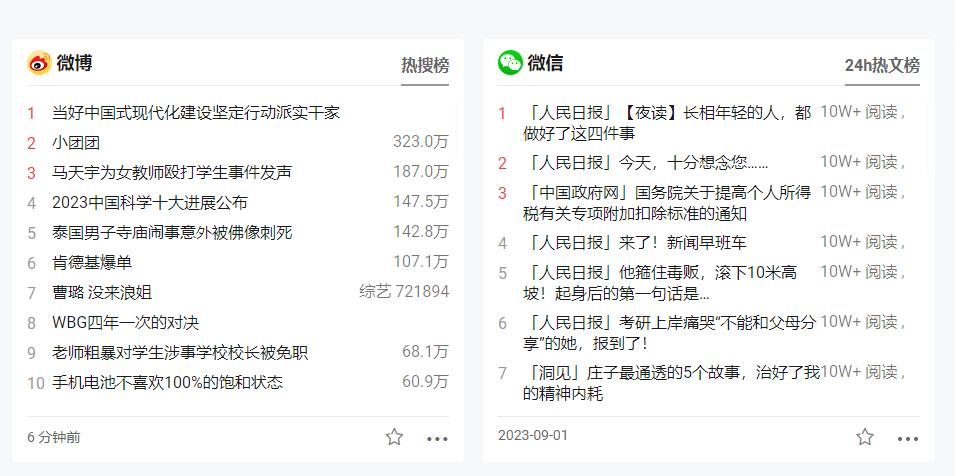 微博
热搜榜
1 当好中国式现代化建设坚定行动派实干家
2 小团团 323.0万
3 马天宇为女教师殴打学生事件发声 187.0万
4 2023中国科学十大进展公布 147.5万
5 泰国男子寺庙闹事意外被佛像刺死 142.8万
6 肯德基爆单 107.1万
7 曹璐 没来浪姐 综艺 721894
8 WBG四年一次的对决
9 老师粗暴对学生涉事学校校长被免职 68.1万
10 手机电池不喜欢100%的饱和状态 60.9万
6 分钟前
微信
24h热文榜
1 「人民日报」【夜读】长相年轻的人，都 10W+ 阅读 ,
做好了这四件事
2 「人民日报」今天，十分想念您…… 10W+ 阅读 ,
3 「中国政府网」国务院关于提高个人所得 10W+ 阅读 ,
税有关专项附加扣除标准的通知
4 「人民日报」来了！新闻早班车 10W+ 阅读 ,
5 「人民日报」他箍住毒贩，滚下10米高 10W+ 阅读 ,
坡！起身后的第一句话是...
6 「人民日报」考研上岸痛哭“不能和父母分 10W+ 阅读 ,
享”的她，报到了！
7 「洞见」庄子最通透的5个故事，治好了我 10W+ 阅读 ,
的精神内耗
2023-09-01